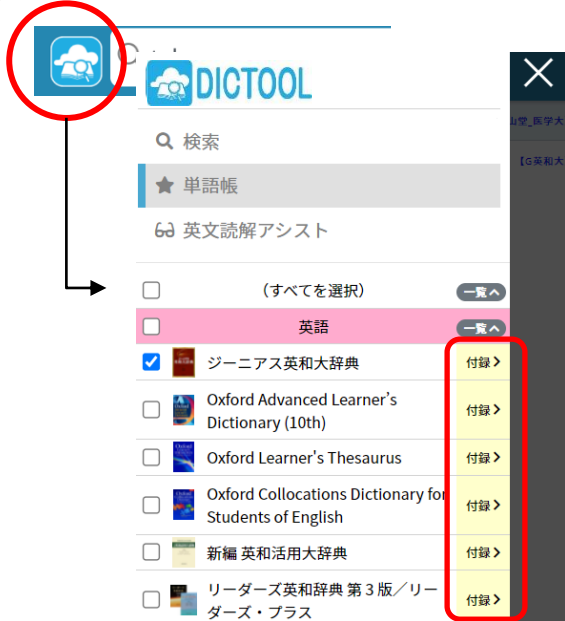 DICTOOL
検索
単語帳
英文読解アシスト
（すべてを選択） 一覧
英語 一覧
ジーニアス英和大辞典 付録
Oxford Advanced Learner's
Dictionary (10th) 付録
Oxford Learner's Thesaurus 付録
Oxford Collocations Dictionary for
Students of English 付録
新編 英和活用大辞典 付録
リーダーズ英和辞典 第3版／リー
ダーズ・プラス 付録
【G英和大